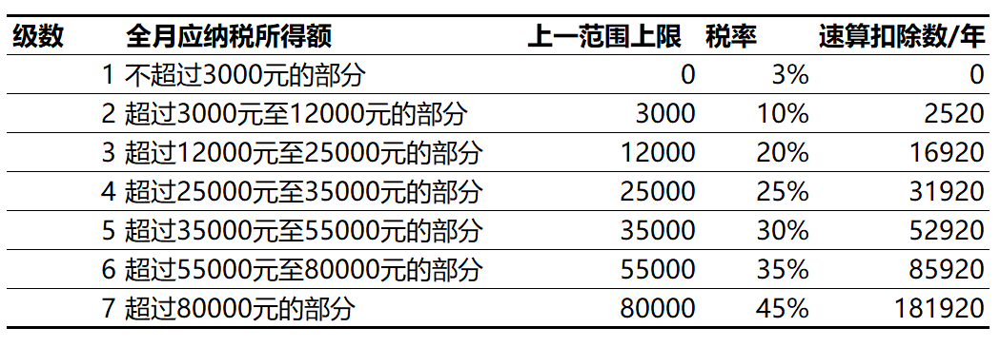 级数 全月应纳税所得额 上一范围上限 税率 速算扣除数/年
1 不超过3000元的部分 0 3% 0
2 超过3000元至12000元的部分 3000 10% 2520
3 超过12000元至25000元的部分 12000 20% 16920
4 超过25000元至35000元的部分 25000 25% 31920
5 超过35000元至55000元的部分 35000 30% 52920
6 超过55000元至80000元的部分 55000 35% 85920
7 超过80000元的部分 80000 45% 181920